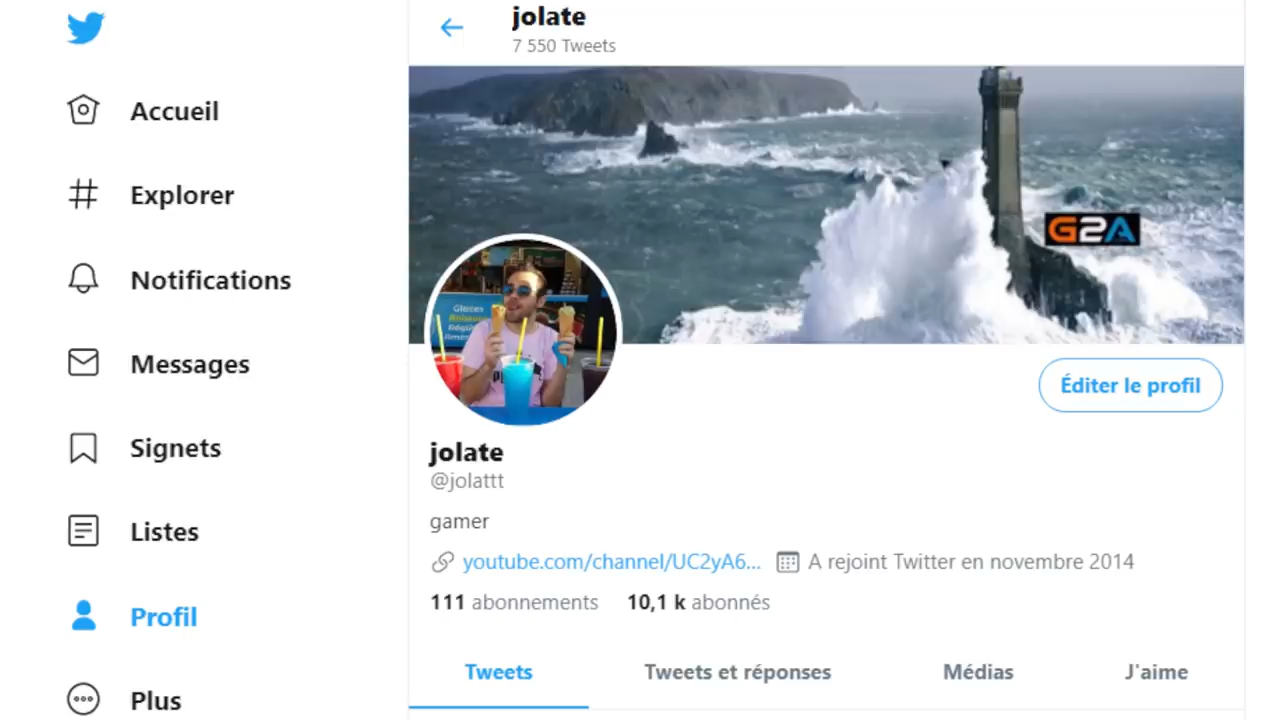 jolate
7 550 Tweets
Accueil
Explorer
Notifications
Messages
Signets
Listes
Profil
Plus
G2A
Glaces
Éditer le profil
jolate
@jolattt
gamer
youtube.com/channel/UC2yA6... A rejoint Twitter en novembre 2014
111 abonnements 10,1 k abonnés
Tweets Tweets et réponses Médias J'aime